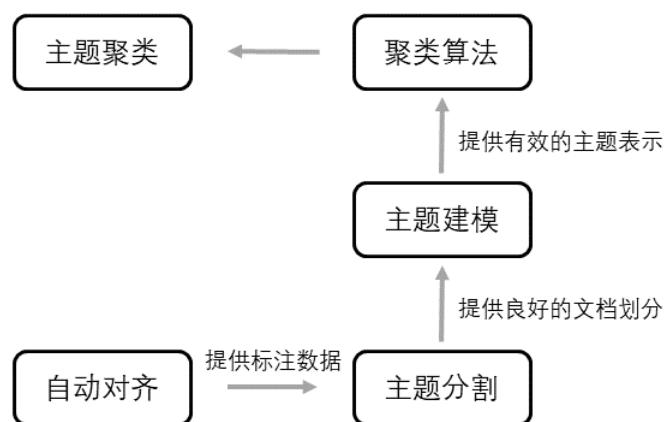 主题聚类
聚类算法
提供有效的主题表示
主题建模
提供良好的文档划分
自动对齐
提供标注数据
主题分割